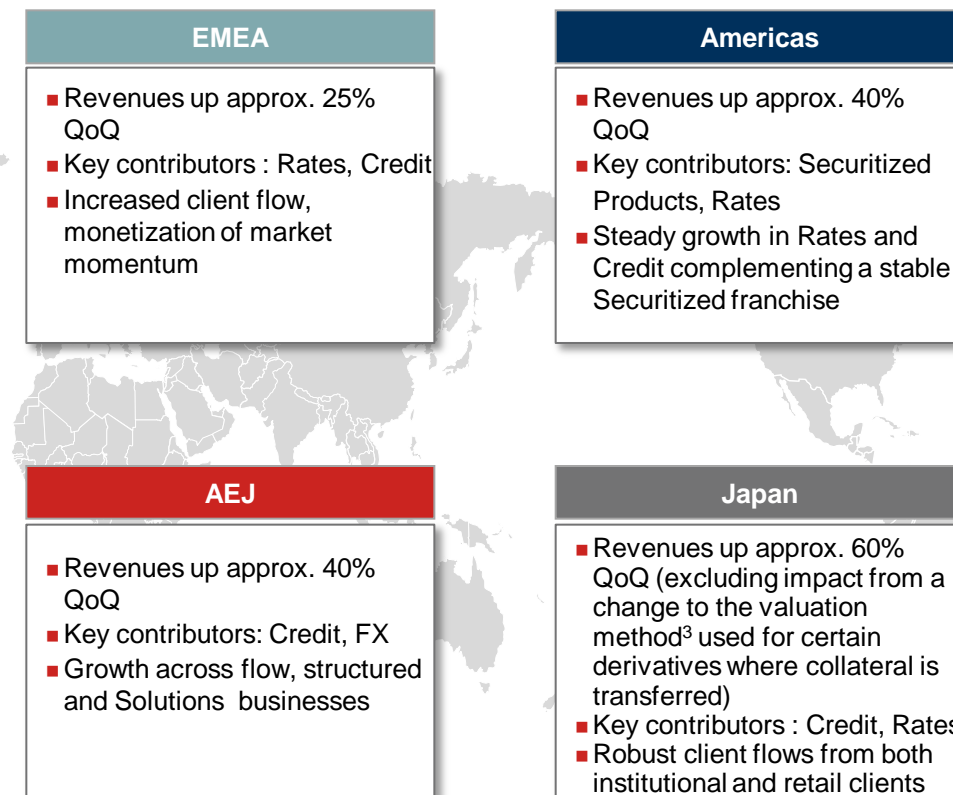 EMEA
■ Revenues up approx. 25%
QoQ
■ Key contributors : Rates, Credit
■ Increased client flow,
monetization of market
momentum
Americas
■ Revenues up approx. 40%
QoQ
■ Key contributors: Securitized
Products, Rates
■ Steady growth in Rates and
Credit complementing a stable
Securitized franchise
AEJ
■ Revenues up approx. 40%
QoQ
■ Key contributors: Credit, FX
■ Growth across flow, structured
and Solutions businesses
Japan
■ Revenues up approx. 60%
QoQ (excluding impact from a
change to the valuation
method³ used for certain
derivatives where collateral is
transferred)
■ Key contributors : Credit, Rates
■ Robust client flows from both
institutional and retail clients